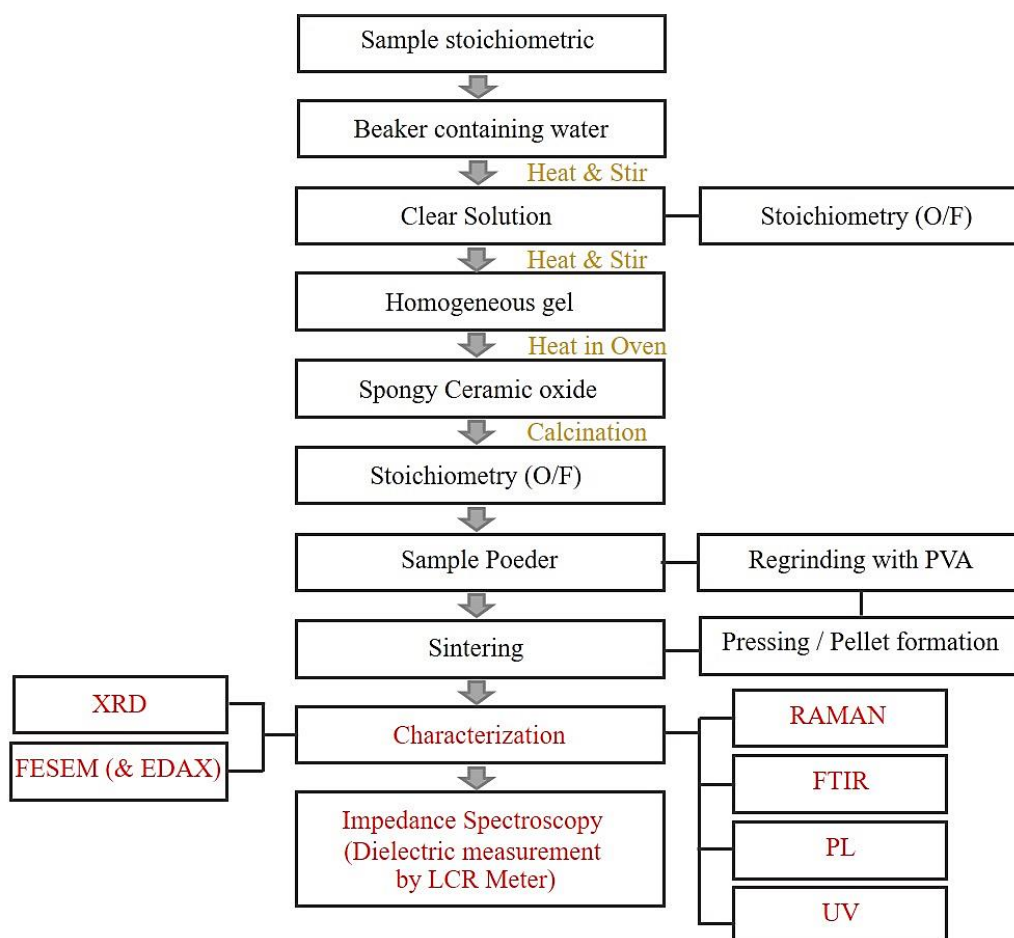 Sample stoichiometric
Beaker containing water
Heat & Stir
Clear Solution
Stoichiometry (O/F)
Heat & Stir
Homogeneous gel
Heat in Oven
Spongy Ceramic oxide
Calcination
Stoichiometry (O/F)
Sample Poeder
Regrinding with PVA
Sintering
Pressing / Pellet formation
XRD
FESEM (& EDAX)
Characterization
RAMAN
FTIR
PL
UV
Impedance Spectroscopy
(Dielectric measurement
by LCR Meter)